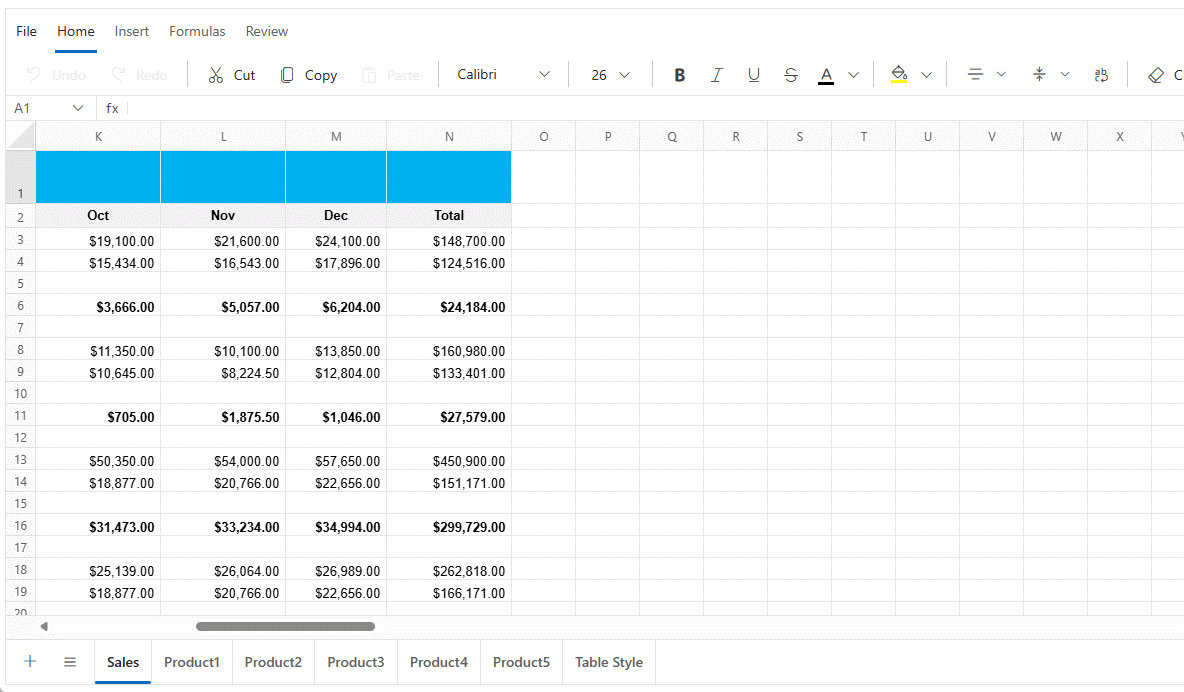 File Home Insert Formulas Review
Undo Redo Cut Copy Paste Calibri 26 B I U S A ab C
A1 fx
K L M N O P Q R S T U V W X Y
1
2 Oct Nov Dec Total
3 $19,100.00 $21,600.00 $24,100.00 $148,700.00
4 $15,434.00 $16,543.00 $17,896.00 $124,516.00
5
6 $3,666.00 $5,057.00 $6,204.00 $24,184.00
7
8 $11,350.00 $10,100.00 $13,850.00 $160,980.00
9 $10,645.00 $8,224.50 $12,804.00 $133,401.00
10
11 $705.00 $1,875.50 $1,046.00 $27,579.00
12
13 $50,350.00 $54,000.00 $57,650.00 $450,900.00
14 $18,877.00 $20,766.00 $22,656.00 $151,171.00
15
16 $31,473.00 $33,234.00 $34,994.00 $299,729.00
17
18 $25,139.00 $26,064.00 $26,989.00 $262,818.00
19 $18,877.00 $20,766.00 $22,656.00 $166,171.00
20
Sales Product1 Product2 Product3 Product4 Product5 Table Style